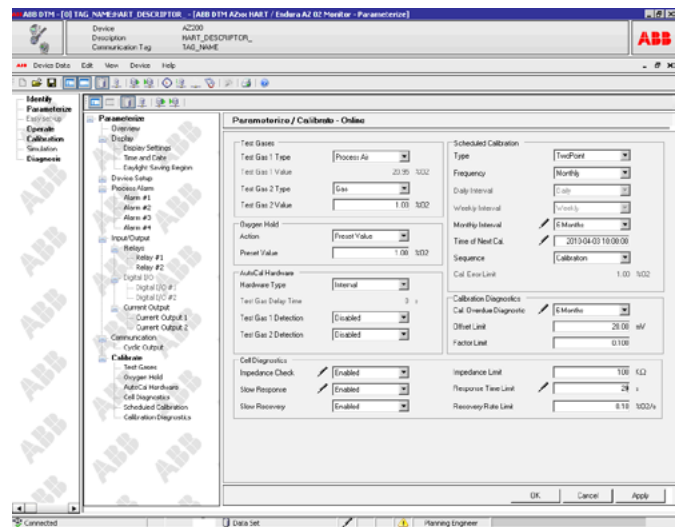 ABB DTM - [0] TAG_NAME:HART_DESCRIPTOR_ - [ABB DTM AZxx HART / Endura AZ 02 Monitor - Parameterize]
Device AZ200
Description HART_DESCRIPTOR_
Communication Tag TAG_NAME
ABB
Device Data Edit View Device Help
Identify
Parameterize
Easy set-up
Operate
Calibration
Simulation
Diagnosis
Parameterize
Overview
Display
Display Settings
Time and Date
Daylight Saving Region
Device Setup
Process Alarm
Alarm #1
Alarm #2
Alarm #3
Alarm #4
Input/Output
Relays
Relay #1
Relay #2
Digital I/O
Digital I/O #1
Digital I/O #2
Current Output
Current Output 1
Current Output 2
Communication
Cyclic Output
Calibrate
Test Gases
Oxygen Hold
AutoCal Hardware
Cell Diagnostics
Scheduled Calibration
Calibration Diagnostics
Parameterize / Calibrate - Online
Test Gases
Test Gas 1 Type Process Air
Test Gas 1 Value 20.95 %O2
Test Gas 2 Type Gas
Test Gas 2 Value 1.00 %O2
Oxygen Hold
Action Preset Value
Preset Value 1.00 %O2
AutoCal Hardware
Hardware Type Internal
Test Gas Delay Time 0 s
Test Gas 1 Detection Disabled
Test Gas 2 Detection Disabled
Scheduled Calibration
Type TwoPoint
Frequency Monthly
Daily Interval Daily
Weekly Interval Weekly
Monthly Interval 6 Months
Time of Next Cal. 2010-04-03 10:00:00
Sequence Calibration
Cal. Error Limit 1.00 %O2
Calibration Diagnostics
Cal. Overdue Diagnostic 6 Months
Offset Limit 20.00 mV
Factor Limit 0.100
Cell Diagnostics
Impedance Check Enabled
Slow Response Enabled
Slow Recovery Enabled
Impedance Limit 100 KΩ
Response Time Limit 20 s
Recovery Rate Limit 0.10 %O2/s
OK Cancel Apply
Connected Data Set Planning Engineer